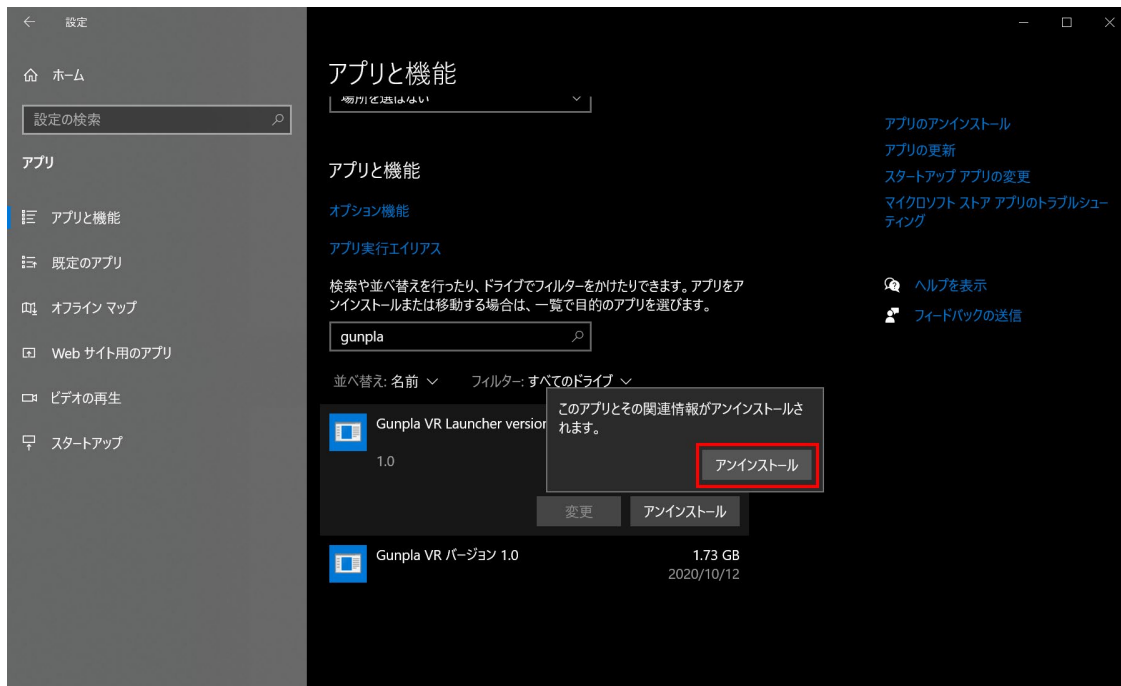 設定
ホーム
設定の検索
アプリ
アプリと機能
既定のアプリ
オフライン マップ
Web サイト用のアプリ
ビデオの再生
スタートアップ
アプリと機能
場所を選ばない
アプリと機能
オプション機能
アプリ実行エイリアス
検索や並べ替えを行ったり、ドライブでフィルターをかけたりできます。アプリをア
ンインストールまたは移動する場合は、一覧で目的のアプリを選びます。
gunpla
並べ替え: 名前 フィルター: すべてのドライブ
Gunpla VR Launcher version
1.0
このアプリとその関連情報がアンインストールさ
れます。
アンインストール
変更 アンインストール
Gunpla VR バージョン 1.0 1.73 GB
2020/10/12
アプリのアンインストール
アプリの更新
スタートアップ アプリの変更
マイクロソフト ストア アプリのトラブルシュー
ティング
ヘルプを表示
フィードバックの送信